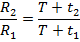 R₂/R₁ = (T + t₂)/(T + t₁)